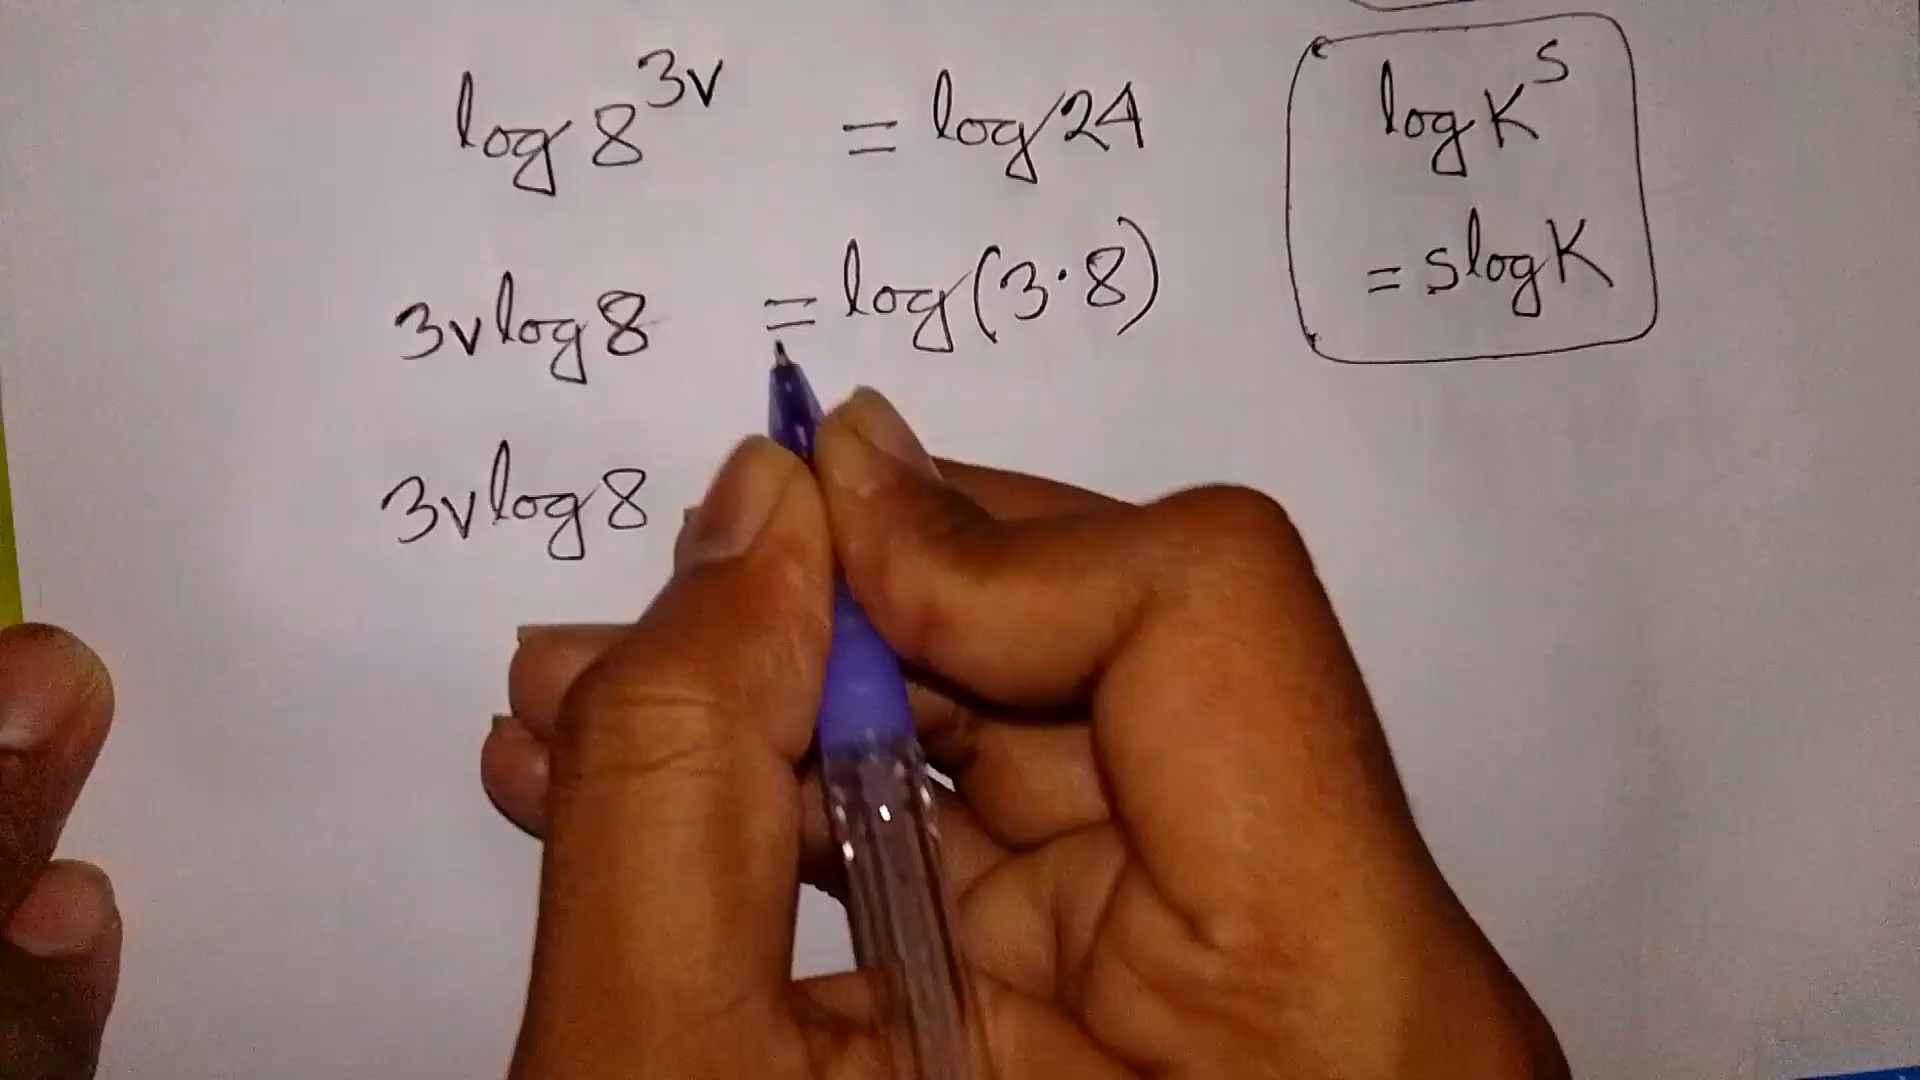 log 8^3v = log 24
3v log 8 = log (3·8)
3v log 8
log K^s
= s log K